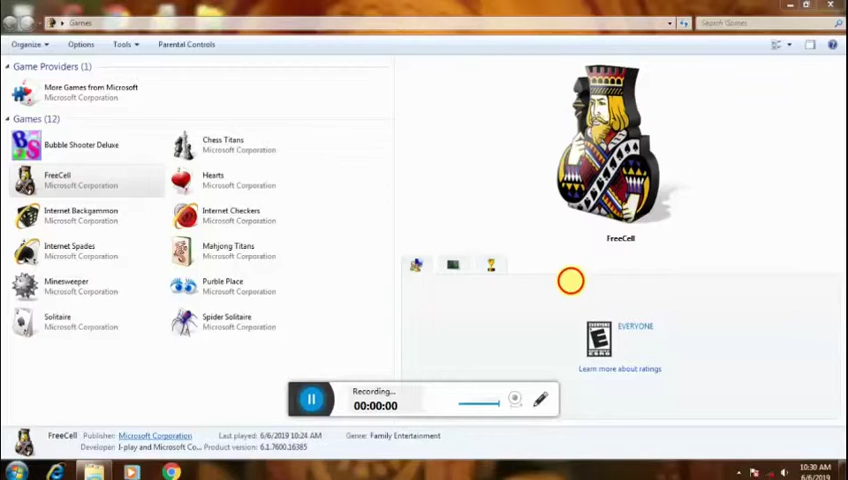 Games
Search Games
Organize
Options
Tools
Parental Controls
Game Providers (1)
More Games from Microsoft
Microsoft Corporation
Games (12)
Bubble Shooter Deluxe
Chess Titans
Microsoft Corporation
FreeCell
Microsoft Corporation
Hearts
Microsoft Corporation
Internet Backgammon
Microsoft Corporation
Internet Checkers
Microsoft Corporation
Internet Spades
Microsoft Corporation
Mahjong Titans
Microsoft Corporation
Minesweeper
Microsoft Corporation
Purble Place
Microsoft Corporation
Solitaire
Microsoft Corporation
Spider Solitaire
Microsoft Corporation
FreeCell
E
EVERYONE
Learn more about ratings
Recording...
00:00:00
FreeCell Publisher: Microsoft Corporation Last played: 6/6/2019 10:24 AM Genre: Family Entertainment
Developer: I-play and Microsoft Co... Product version: 6.1.7600.16385
10:30 AM
6/6/2019